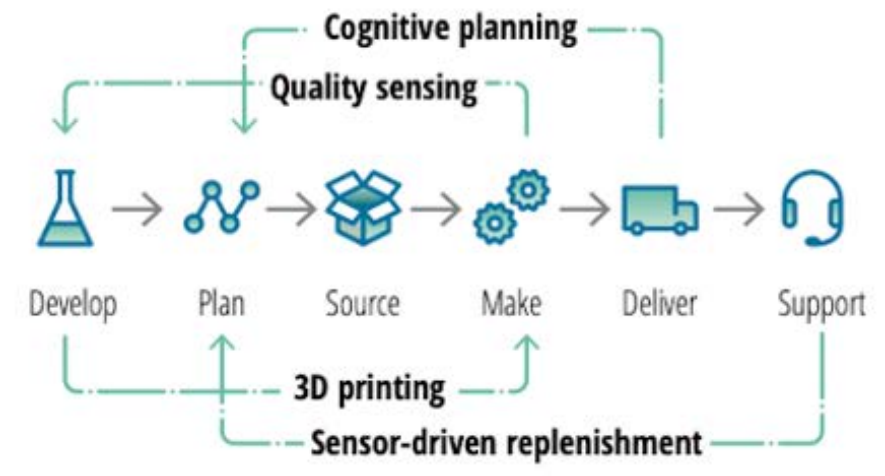 Cognitive planning
Quality sensing
Develop Plan Source Make Deliver Support
3D printing
Sensor-driven replenishment